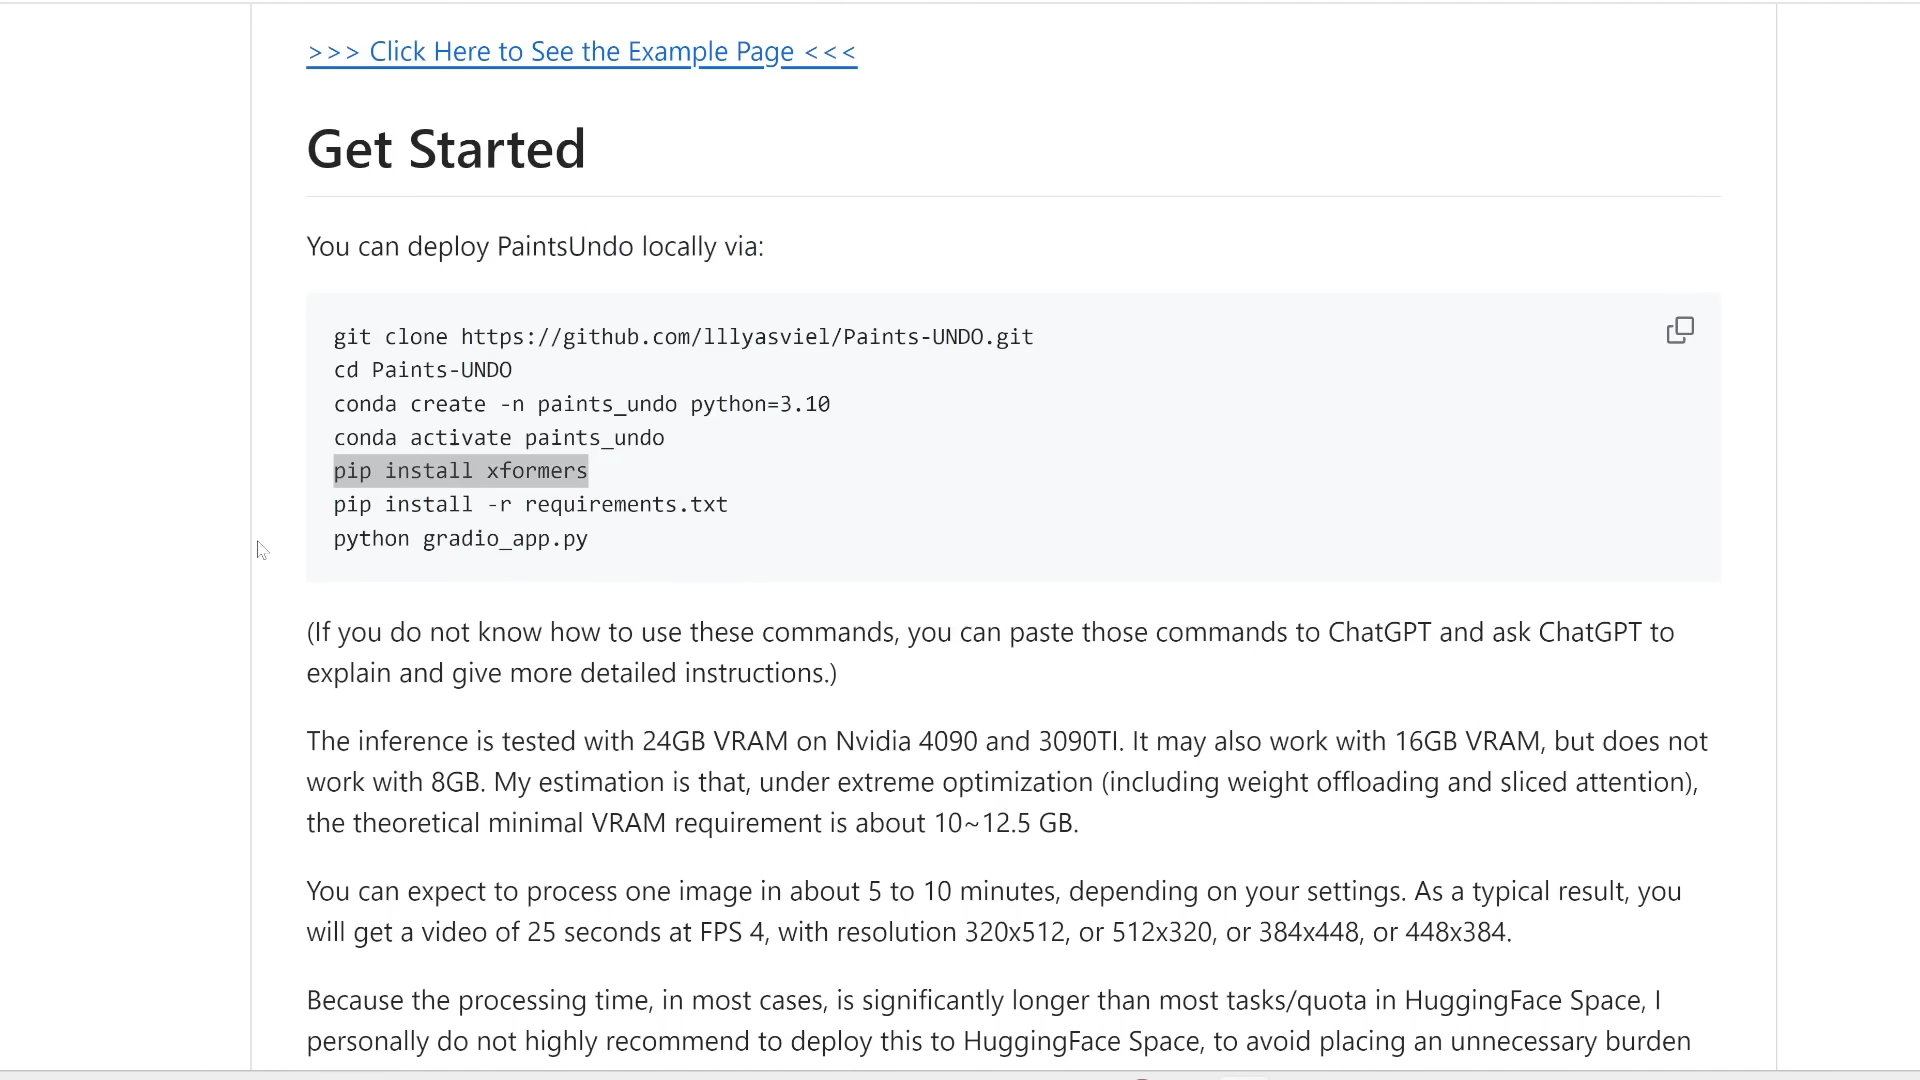 >>> Click Here to See the Example Page <<<
Get Started
You can deploy PaintsUndo locally via:
git clone https://github.com/lllyasviel/Paints-UNDO.git
cd Paints-UNDO
conda create -n paints_undo python=3.10
conda activate paints_undo
pip install xformers
pip install -r requirements.txt
python gradio_app.py
(If you do not know how to use these commands, you can paste those commands to ChatGPT and ask ChatGPT to
explain and give more detailed instructions.)
The inference is tested with 24GB VRAM on Nvidia 4090 and 3090TI. It may also work with 16GB VRAM, but does not
work with 8GB. My estimation is that, under extreme optimization (including weight offloading and sliced attention),
the theoretical minimal VRAM requirement is about 10~12.5 GB.
You can expect to process one image in about 5 to 10 minutes, depending on your settings. As a typical result, you
will get a video of 25 seconds at FPS 4, with resolution 320x512, or 512x320, or 384x448, or 448x384.
Because the processing time, in most cases, is significantly longer than most tasks/quota in HuggingFace Space, I
personally do not highly recommend to deploy this to HuggingFace Space, to avoid placing an unnecessary burden